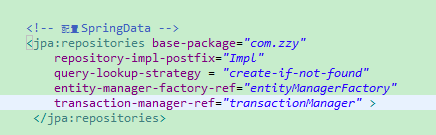 <!-- 配置SpringData -->
<jpa:repositories base-package="com.zzy"
repository-impl-postfix="Impl"
query-lookup-strategy = "create-if-not-found"
entity-manager-factory-ref="entityManagerFactory"
transaction-manager-ref="transactionManager" >
</jpa:repositories>